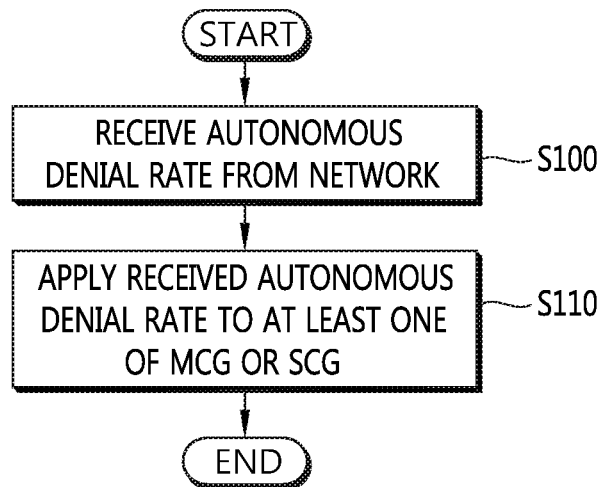 START
RECEIVE AUTONOMOUS
DENIAL RATE FROM NETWORK
S100
APPLY RECEIVED AUTONOMOUS
DENIAL RATE TO AT LEAST ONE
OF MCG OR SCG
S110
END